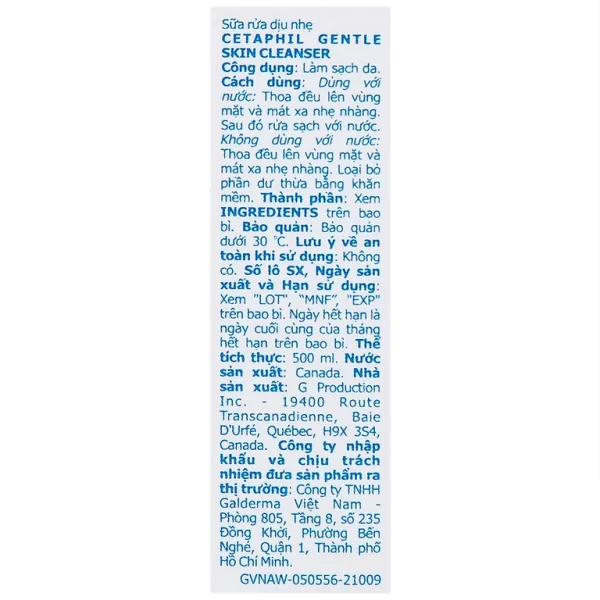 Sữa rửa dịu nhẹ
CETAPHIL GENTLE
SKIN CLEANSER
Công dụng: Làm sạch da.
Cách dùng: Dùng với
nước: Thoa đều lên vùng
mặt và mát xa nhẹ nhàng.
Sau đó rửa sạch với nước.
Không dùng với nước:
Thoa đều lên vùng mặt và
mát xa nhẹ nhàng. Loại bỏ
phần dư thừa bằng khăn
mềm. Thành phần: Xem
INGREDIENTS trên bao
bì. Bảo quản: Bảo quản
dưới 30 °C. Lưu ý về an
toàn khi sử dụng: Không
có. Số lô SX, Ngày sản
xuất và Hạn sử dụng:
Xem "LOT", "MNF", "EXP"
trên bao bì. Ngày hết hạn là
ngày cuối cùng của tháng
hết hạn trên bao bì. Thể
tích thực: 500 ml. Nước
sản xuất: Canada. Nhà
sản xuất: G Production
Inc. - 19400 Route
Transcanadienne, Baie
D'Urfé, Québec, H9X 3S4,
Canada. Công ty nhập
khẩu và chịu trách
nhiệm đưa sản phẩm ra
thị trường: Công ty TNHH
Galderma Việt Nam -
Phòng 805, Tầng 8, số 235
Đồng Khởi, Phường Bến
Nghé, Quận 1, Thành phố
Hồ Chí Minh.
GVNAW-050556-21009